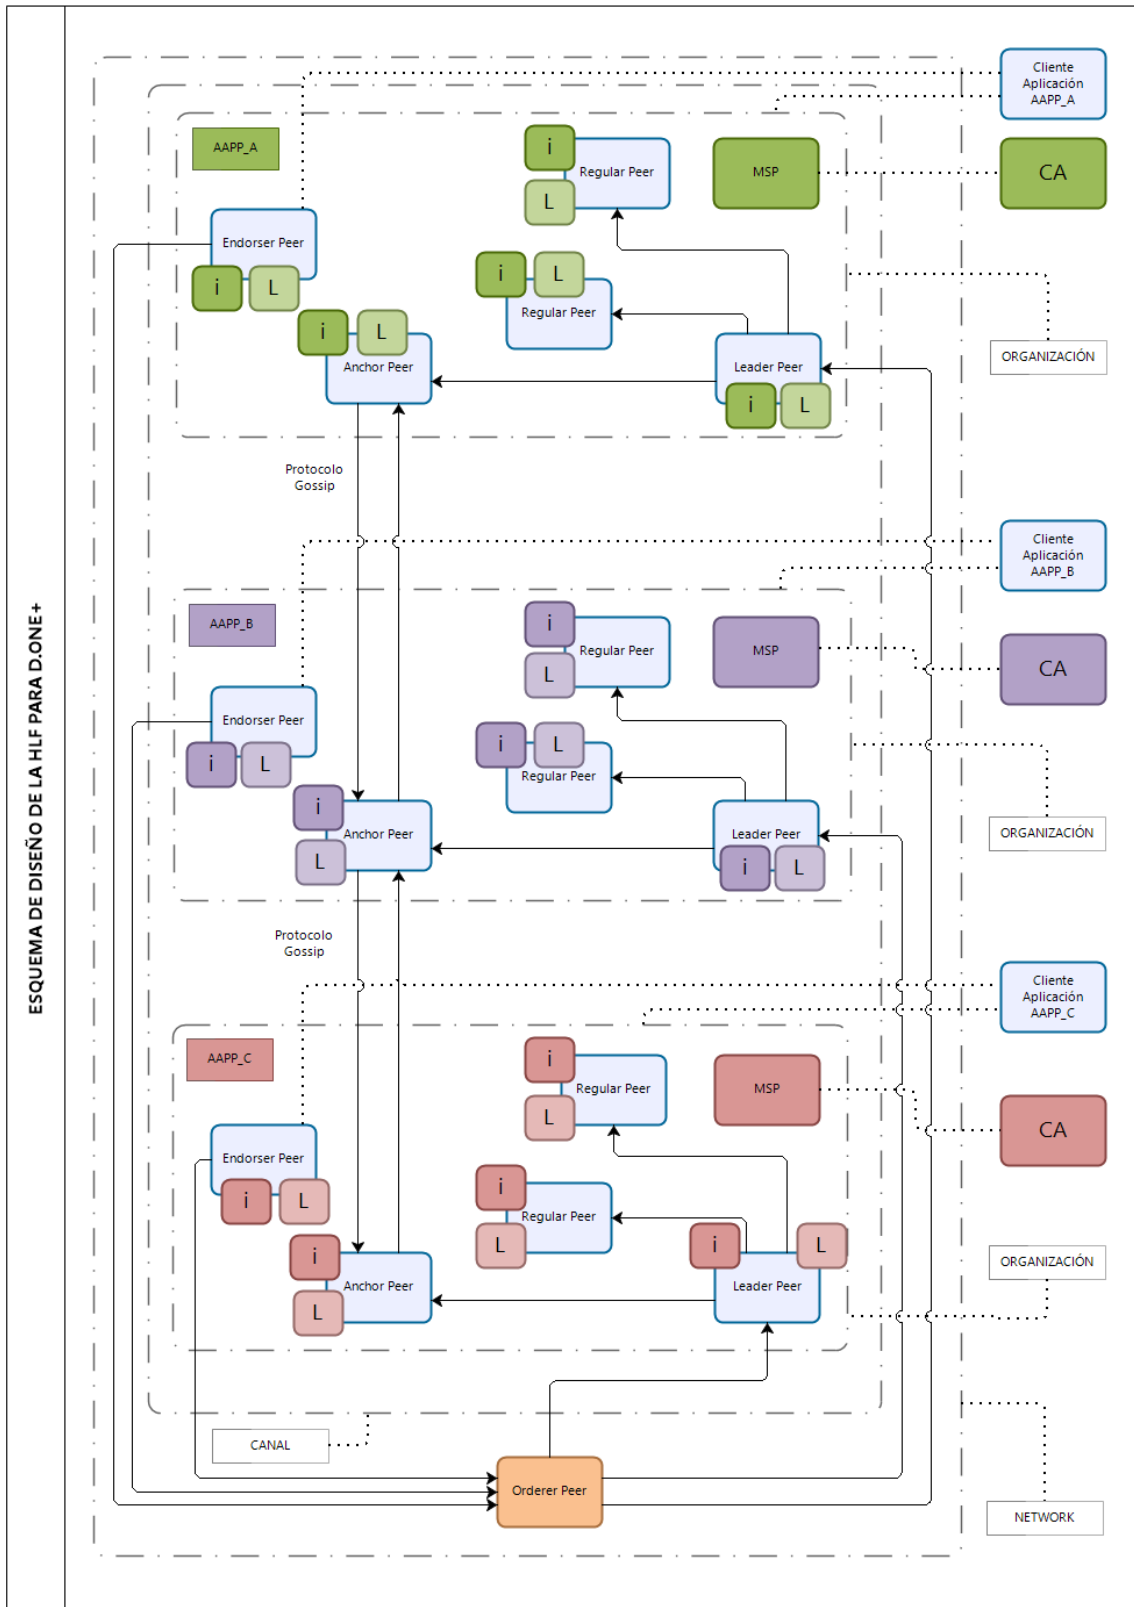 ESQUEMA DE DISEÑO DE LA HLF PARA D.ONE+
Cliente
Aplicación
AAPP_A
AAPP_A
i
Regular Peer
L
MSP
CA
Endorser Peer
i
L
i
L
Regular Peer
i
L
Anchor Peer
Leader Peer
i
L
ORGANIZACIÓN
Protocolo
Gossip
Cliente
Aplicación
AAPP_B
AAPP_B
i
Regular Peer
L
MSP
CA
Endorser Peer
i
L
i
L
Regular Peer
i
Anchor Peer
L
Leader Peer
i
L
ORGANIZACIÓN
Protocolo
Gossip
Cliente
Aplicación
AAPP_C
AAPP_C
i
Regular Peer
L
MSP
CA
Endorser Peer
i
L
i
Regular Peer
L
i
Anchor Peer
L
i
L
Leader Peer
ORGANIZACIÓN
CANAL
Orderer Peer
NETWORK